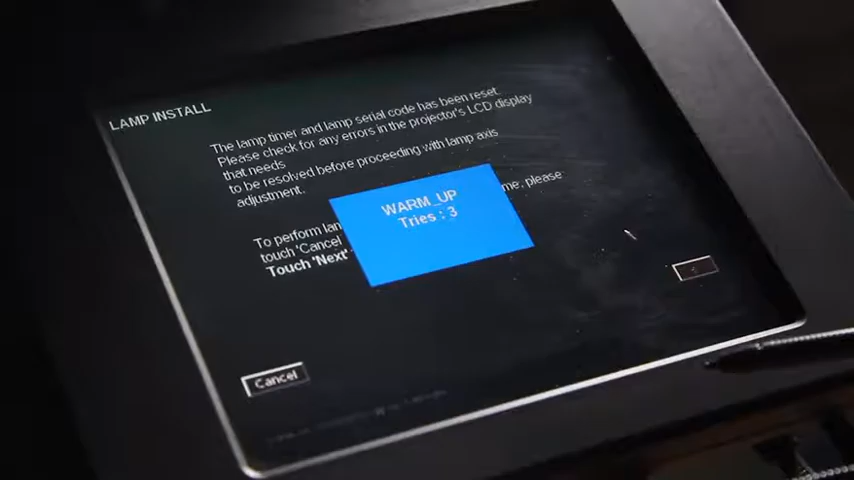 LAMP INSTALL
The lamp timer and lamp serial code has been reset.
Please check for any errors in the projector's LCD display
that needs
to be resolved before proceeding with lamp axis
adjustment.
WARM_UP
Tries : 3
To perform me, please
touch 'Cancel
Touch 'Next'
Cancel